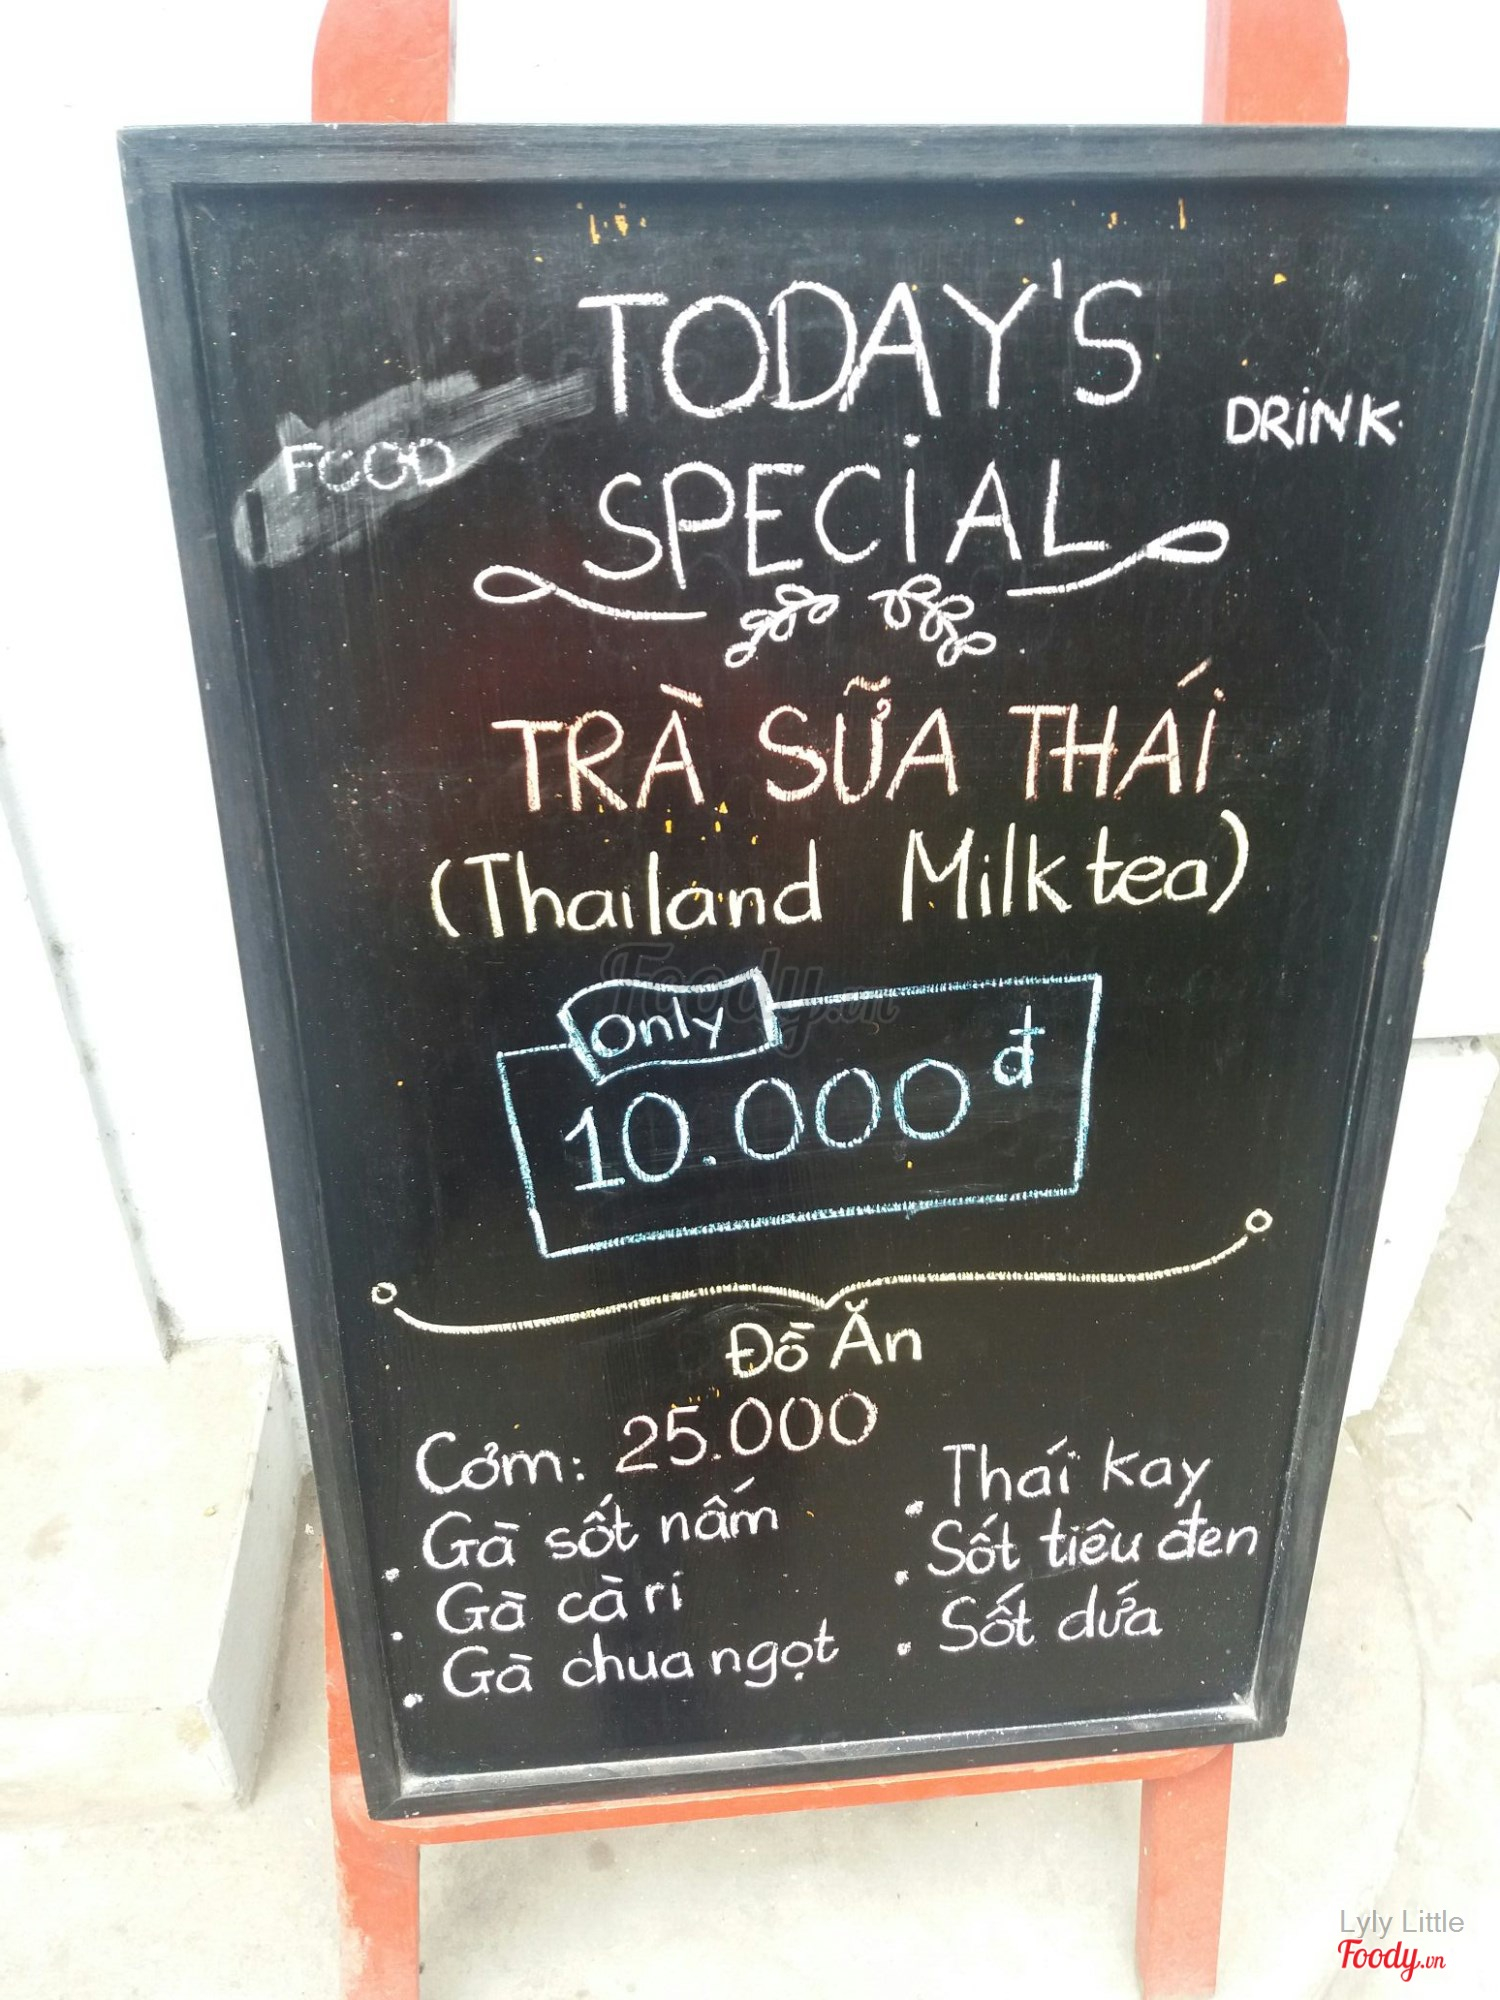 TODAY'S
FOOD
DRiNK
SPECiAL
TRÀ SỮA THÁI
(Thailand Milk tea)
Foody.vn
Only
10.000đ
Đồ Ăn
Cơm: 25.000
. Gà sốt nấm
. Gà cà ri
. Gà chua ngọt
. Thái kay
. Sốt tiêu đen
. Sốt dứa
Lyly Little
Foody.vn